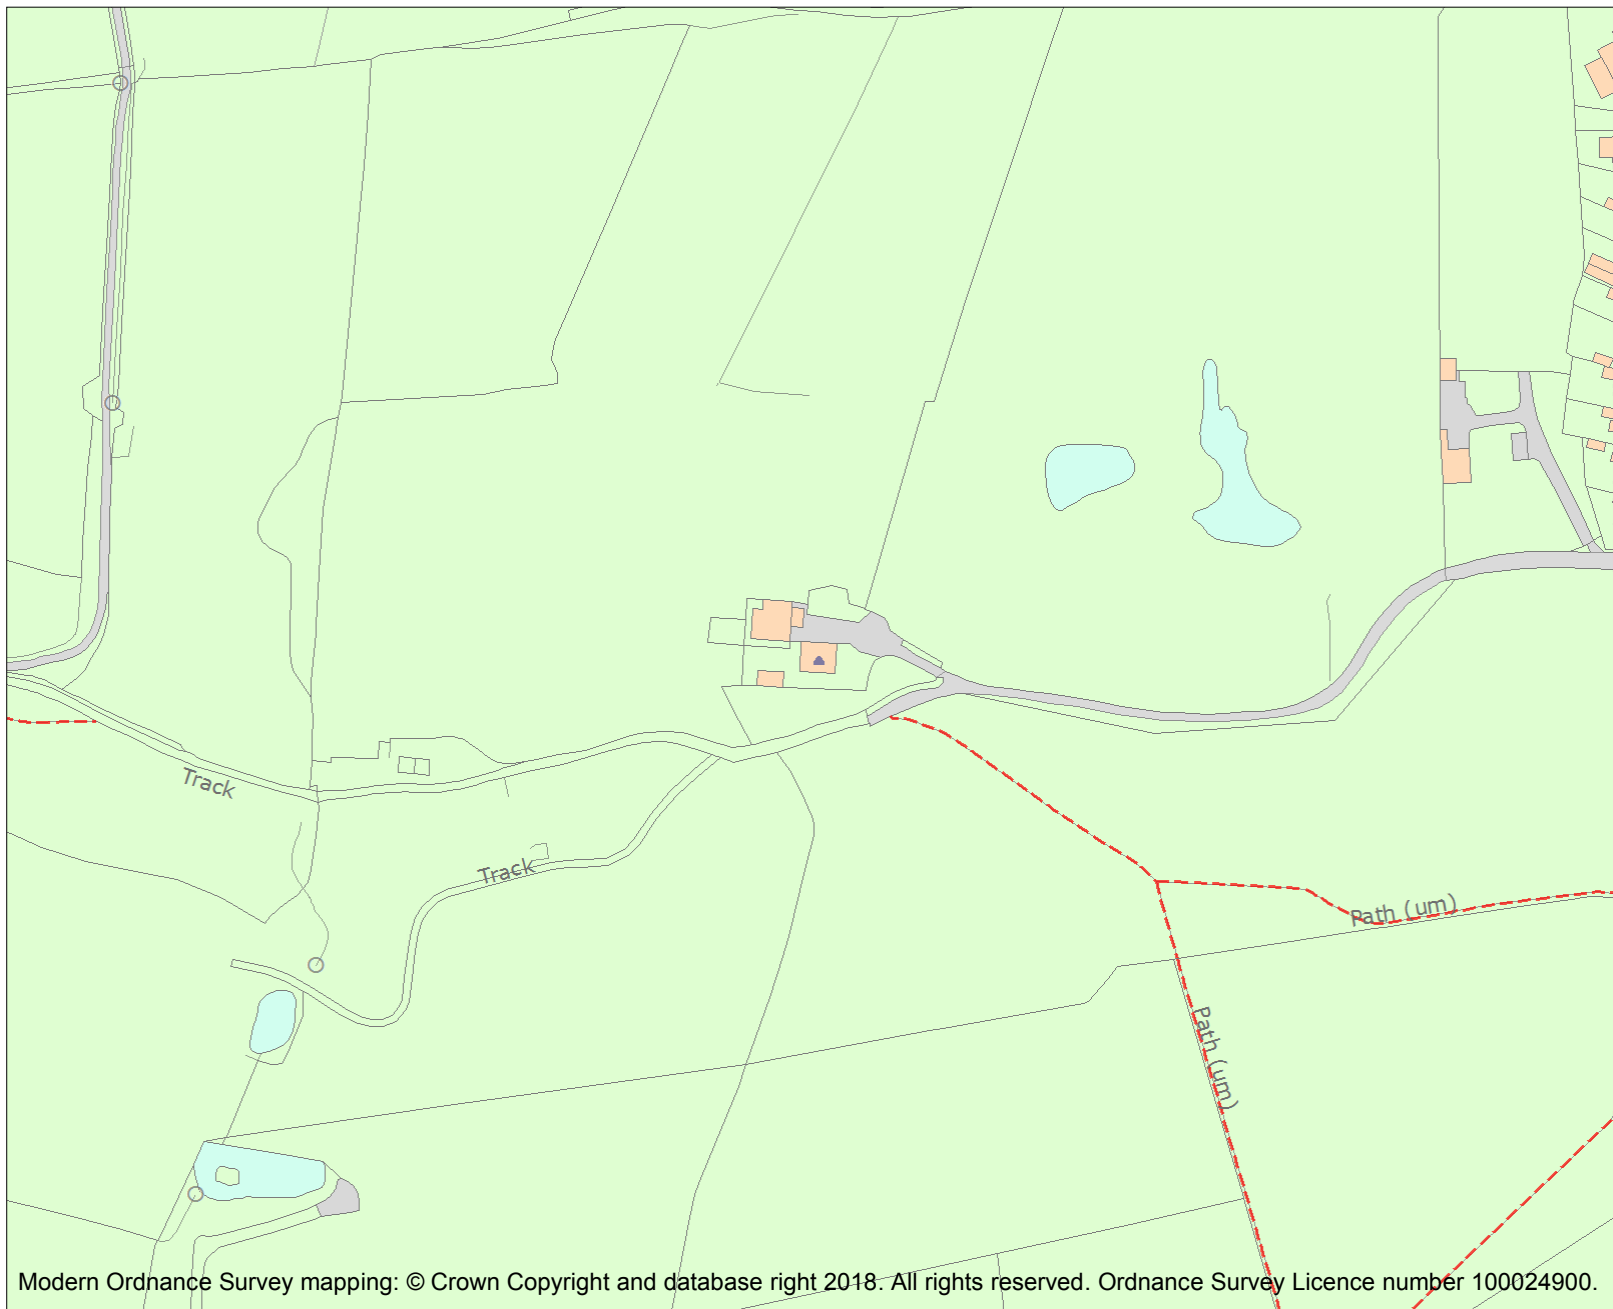 Track
Track
Path (um)
Path (um)
Modern Ordnance Survey mapping: © Crown Copyright and database right 2018. All rights reserved. Ordnance Survey Licence number 100024900.